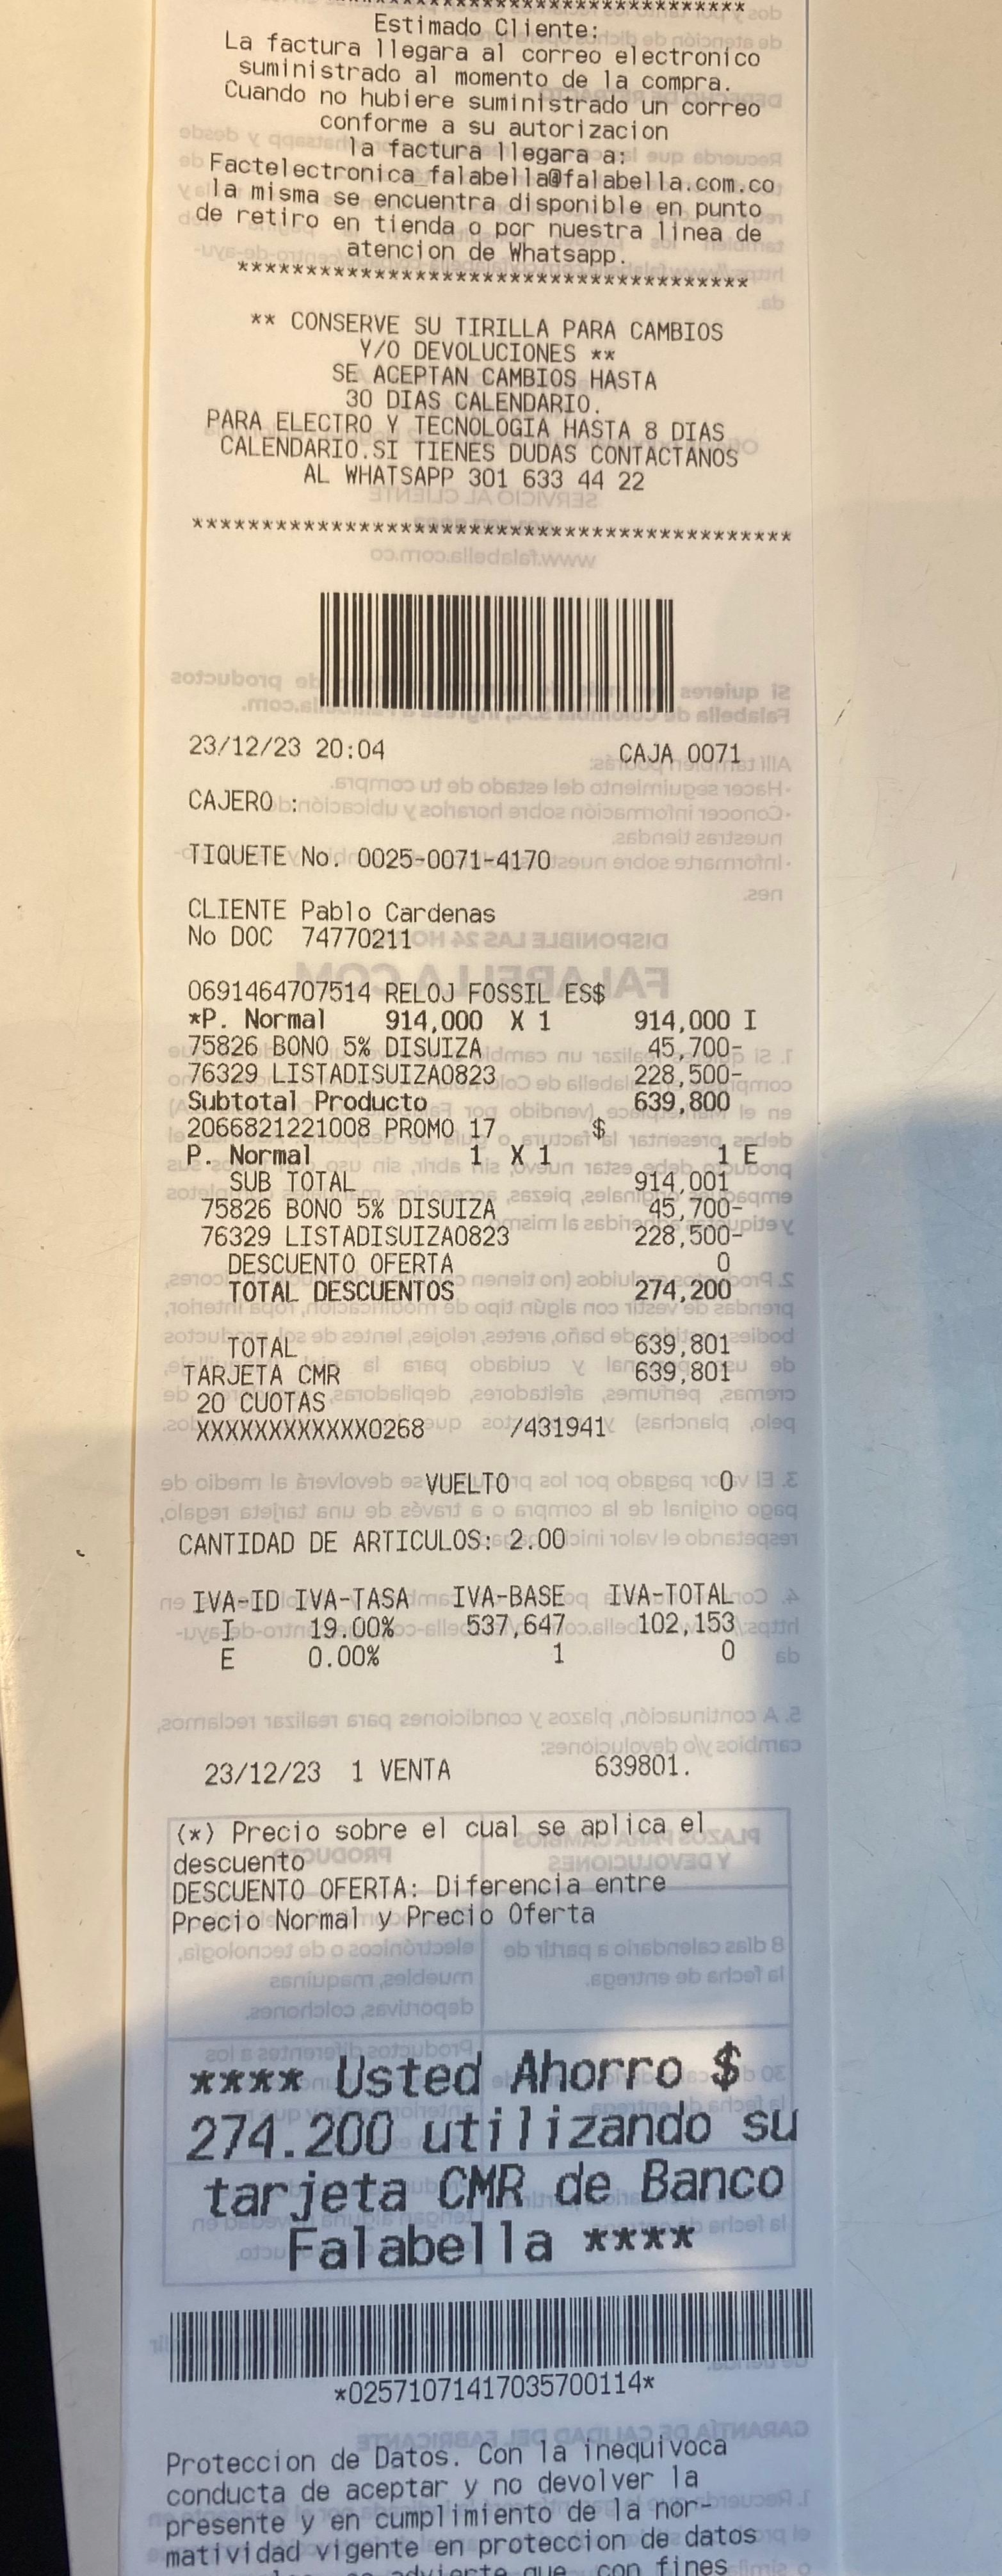 ****************************************
Estimado Cliente:
La factura llegara al correo electronico
suministrado al momento de la compra.
Cuando no hubiere suministrado un correo
conforme a su autorizacion
la factura llegara a:
Factelectronica_falabella@falabella.com.co
la misma se encuentra disponible en punto
de retiro en tienda o por nuestra linea de
atencion de Whatsapp.
****************************************
** CONSERVE SU TIRILLA PARA CAMBIOS
Y/O DEVOLUCIONES **
SE ACEPTAN CAMBIOS HASTA
30 DIAS CALENDARIO.
PARA ELECTRO Y TECNOLOGIA HASTA 8 DIAS
CALENDARIO.SI TIENES DUDAS CONTACTANOS
AL WHATSAPP 301 633 44 22
********************************************
23/12/23 20:04 CAJA 0071
CAJERO :
TIQUETE No. 0025-0071-4170
CLIENTE Pablo Cardenas
No DOC 74770211
0691464707514 RELOJ FOSSIL ES$
*P. Normal 914,000 X 1 914,000 I
75826 BONO 5% DISUIZA 45,700-
76329 LISTADISUIZA0823 228,500-
Subtotal Producto 639,800
2066821221008 PROMO 17 $
P. Normal 1 X 1 1 E
SUB TOTAL 914,001
75826 BONO 5% DISUIZA 45,700-
76329 LISTADISUIZA0823 228,500-
DESCUENTO OFERTA 0
TOTAL DESCUENTOS 274,200
TOTAL 639,801
TARJETA CMR 639,801
20 CUOTAS
XXXXXXXXXXXX0268 /431941
VUELTO 0
CANTIDAD DE ARTICULOS: 2.00
IVA-ID IVA-TASA IVA-BASE IVA-TOTAL
I 19.00% 537,647 102,153
E 0.00% 1 0
23/12/23 1 VENTA 639801.
(*) Precio sobre el cual se aplica el
descuento
DESCUENTO OFERTA: Diferencia entre
Precio Normal y Precio Oferta
**** Usted Ahorro $
274.200 utilizando su
tarjeta CMR de Banco
Falabella ****
*02571071417035700114*
Proteccion de Datos. Con la inequivoca
conducta de aceptar y no devolver la
presente y en cumplimiento de la nor-
matividad vigente en proteccion de datos
advierte que con fines